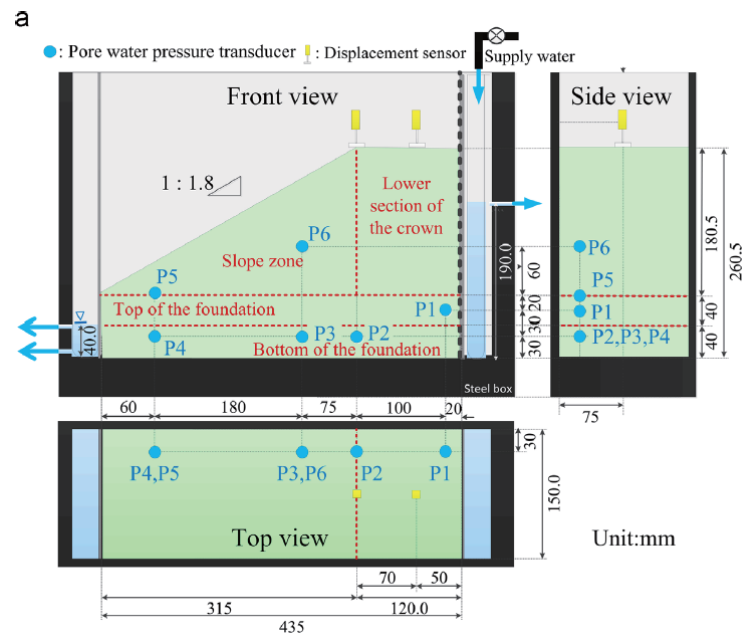 a
: Pore water pressure transducer
: Displacement sensor
Supply water
Front view
Side view
1 : 1.8
Lower
section of
the crown
P6
Slope zone
P5
Top of the foundation
P1
P4
P3
P2
Bottom of the foundation
40.0
190.0
60
20
30
30
Steel box
P6
P5
P1
P2,P3,P4
180.5
40
40
260.5
75
60
180
75
100
20
P4,P5
P3,P6
P2
P1
Top view
30
150.0
Unit:mm
70
50
315
120.0
435